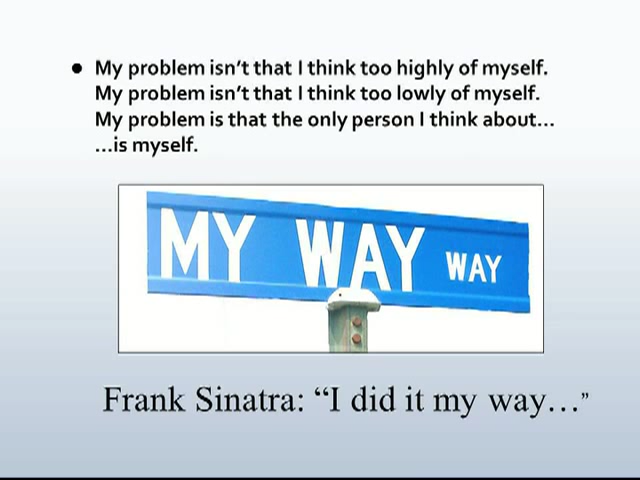 ● My problem isn't that I think too highly of myself.
My problem isn't that I think too lowly of myself.
My problem is that the only person I think about...
...is myself.
MY WAY WAY
Frank Sinatra: “I did it my way...”